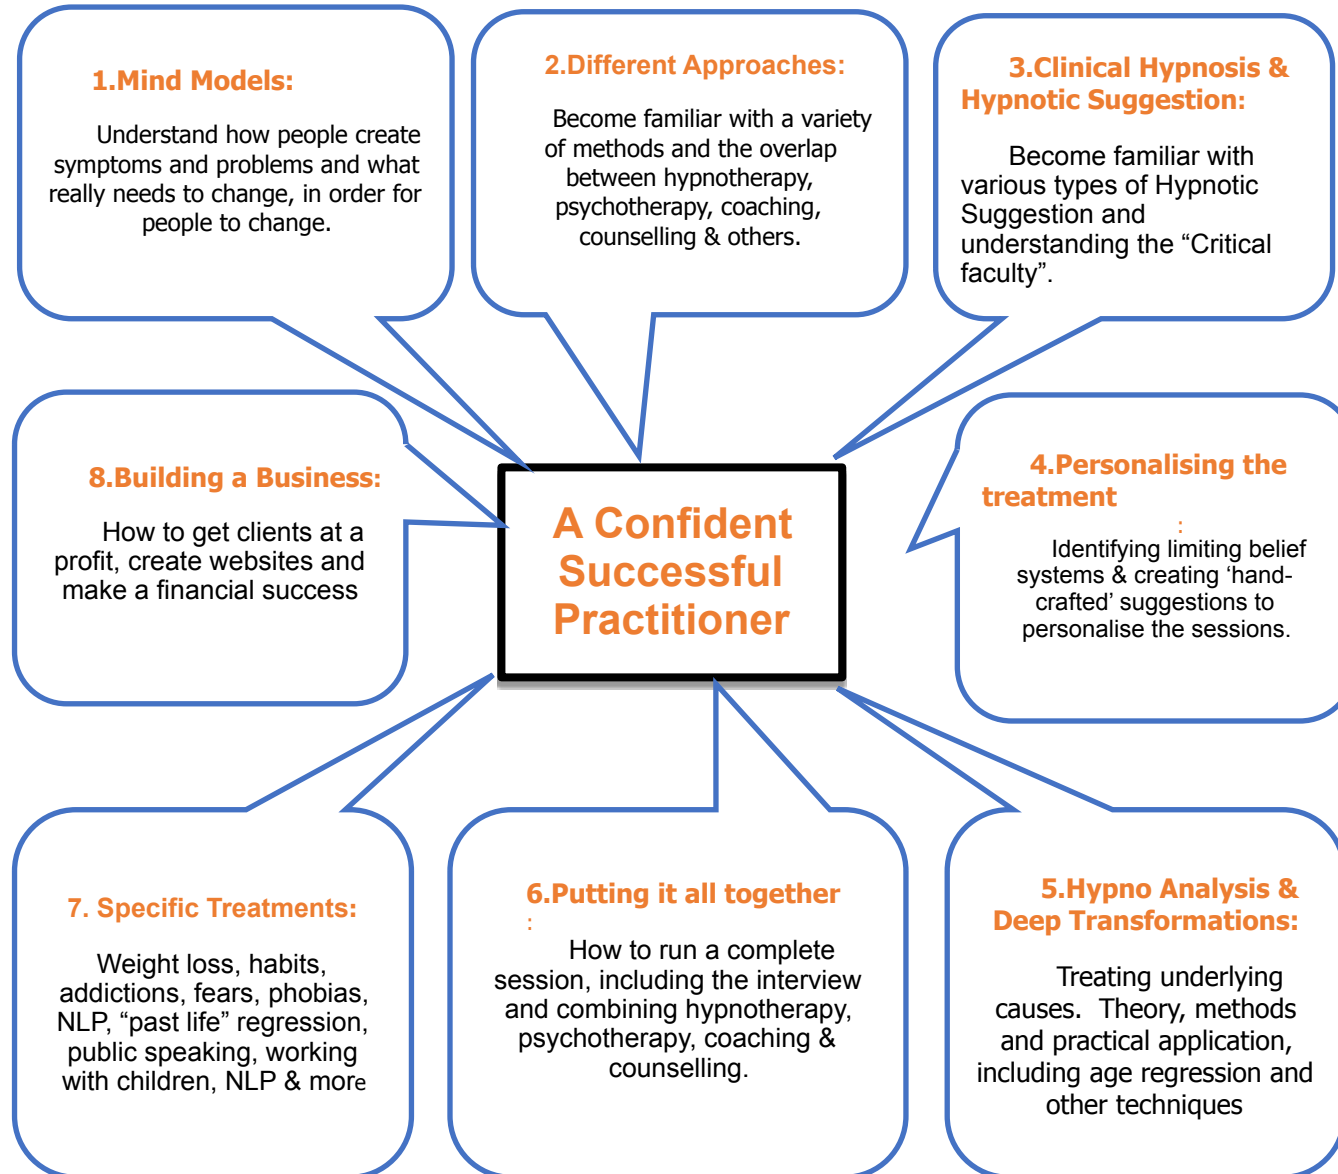 1.Mind Models:
Understand how people create
symptoms and problems and what
really needs to change, in order for
people to change.
2.Different Approaches:
Become familiar with a variety
of methods and the overlap
between hypnotherapy,
psychotherapy, coaching,
counselling & others.
3.Clinical Hypnosis &
Hypnotic Suggestion:
Become familiar with
various types of Hypnotic
Suggestion and
understanding the “Critical
faculty”.
8.Building a Business:
How to get clients at a
profit, create websites and
make a financial success
A Confident
Successful
Practitioner
4.Personalising the
treatment
:
Identifying limiting belief
systems & creating ‘hand-
crafted’ suggestions to
personalise the sessions.
7. Specific Treatments:
Weight loss, habits,
addictions, fears, phobias,
NLP, “past life” regression,
public speaking, working
with children, NLP & more
6.Putting it all together
:
How to run a complete
session, including the interview
and combining hypnotherapy,
psychotherapy, coaching &
counselling.
5.Hypno Analysis &
Deep Transformations:
Treating underlying
causes.  Theory, methods
and practical application,
including age regression and
other techniques